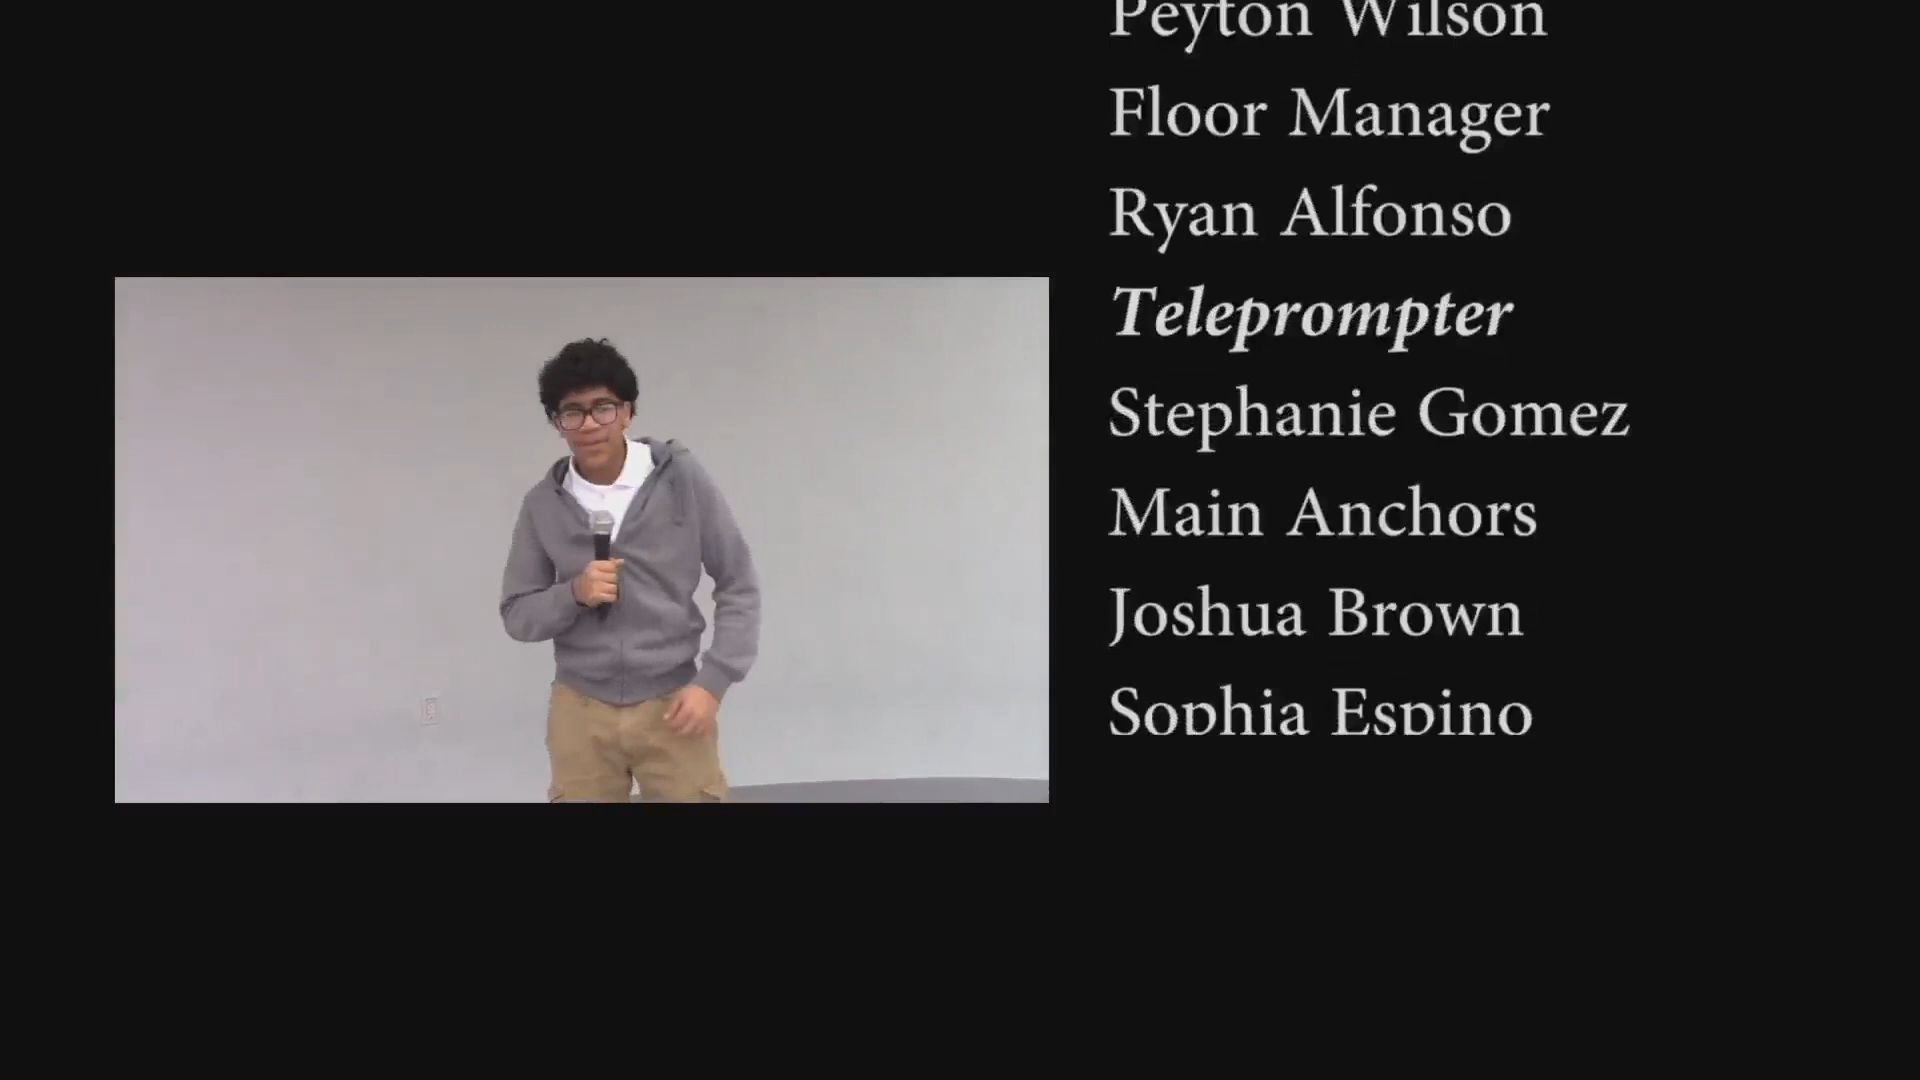 Peyton Wilson
Floor Manager
Ryan Alfonso
Teleprompter
Stephanie Gomez
Main Anchors
Joshua Brown
Sophia Espino